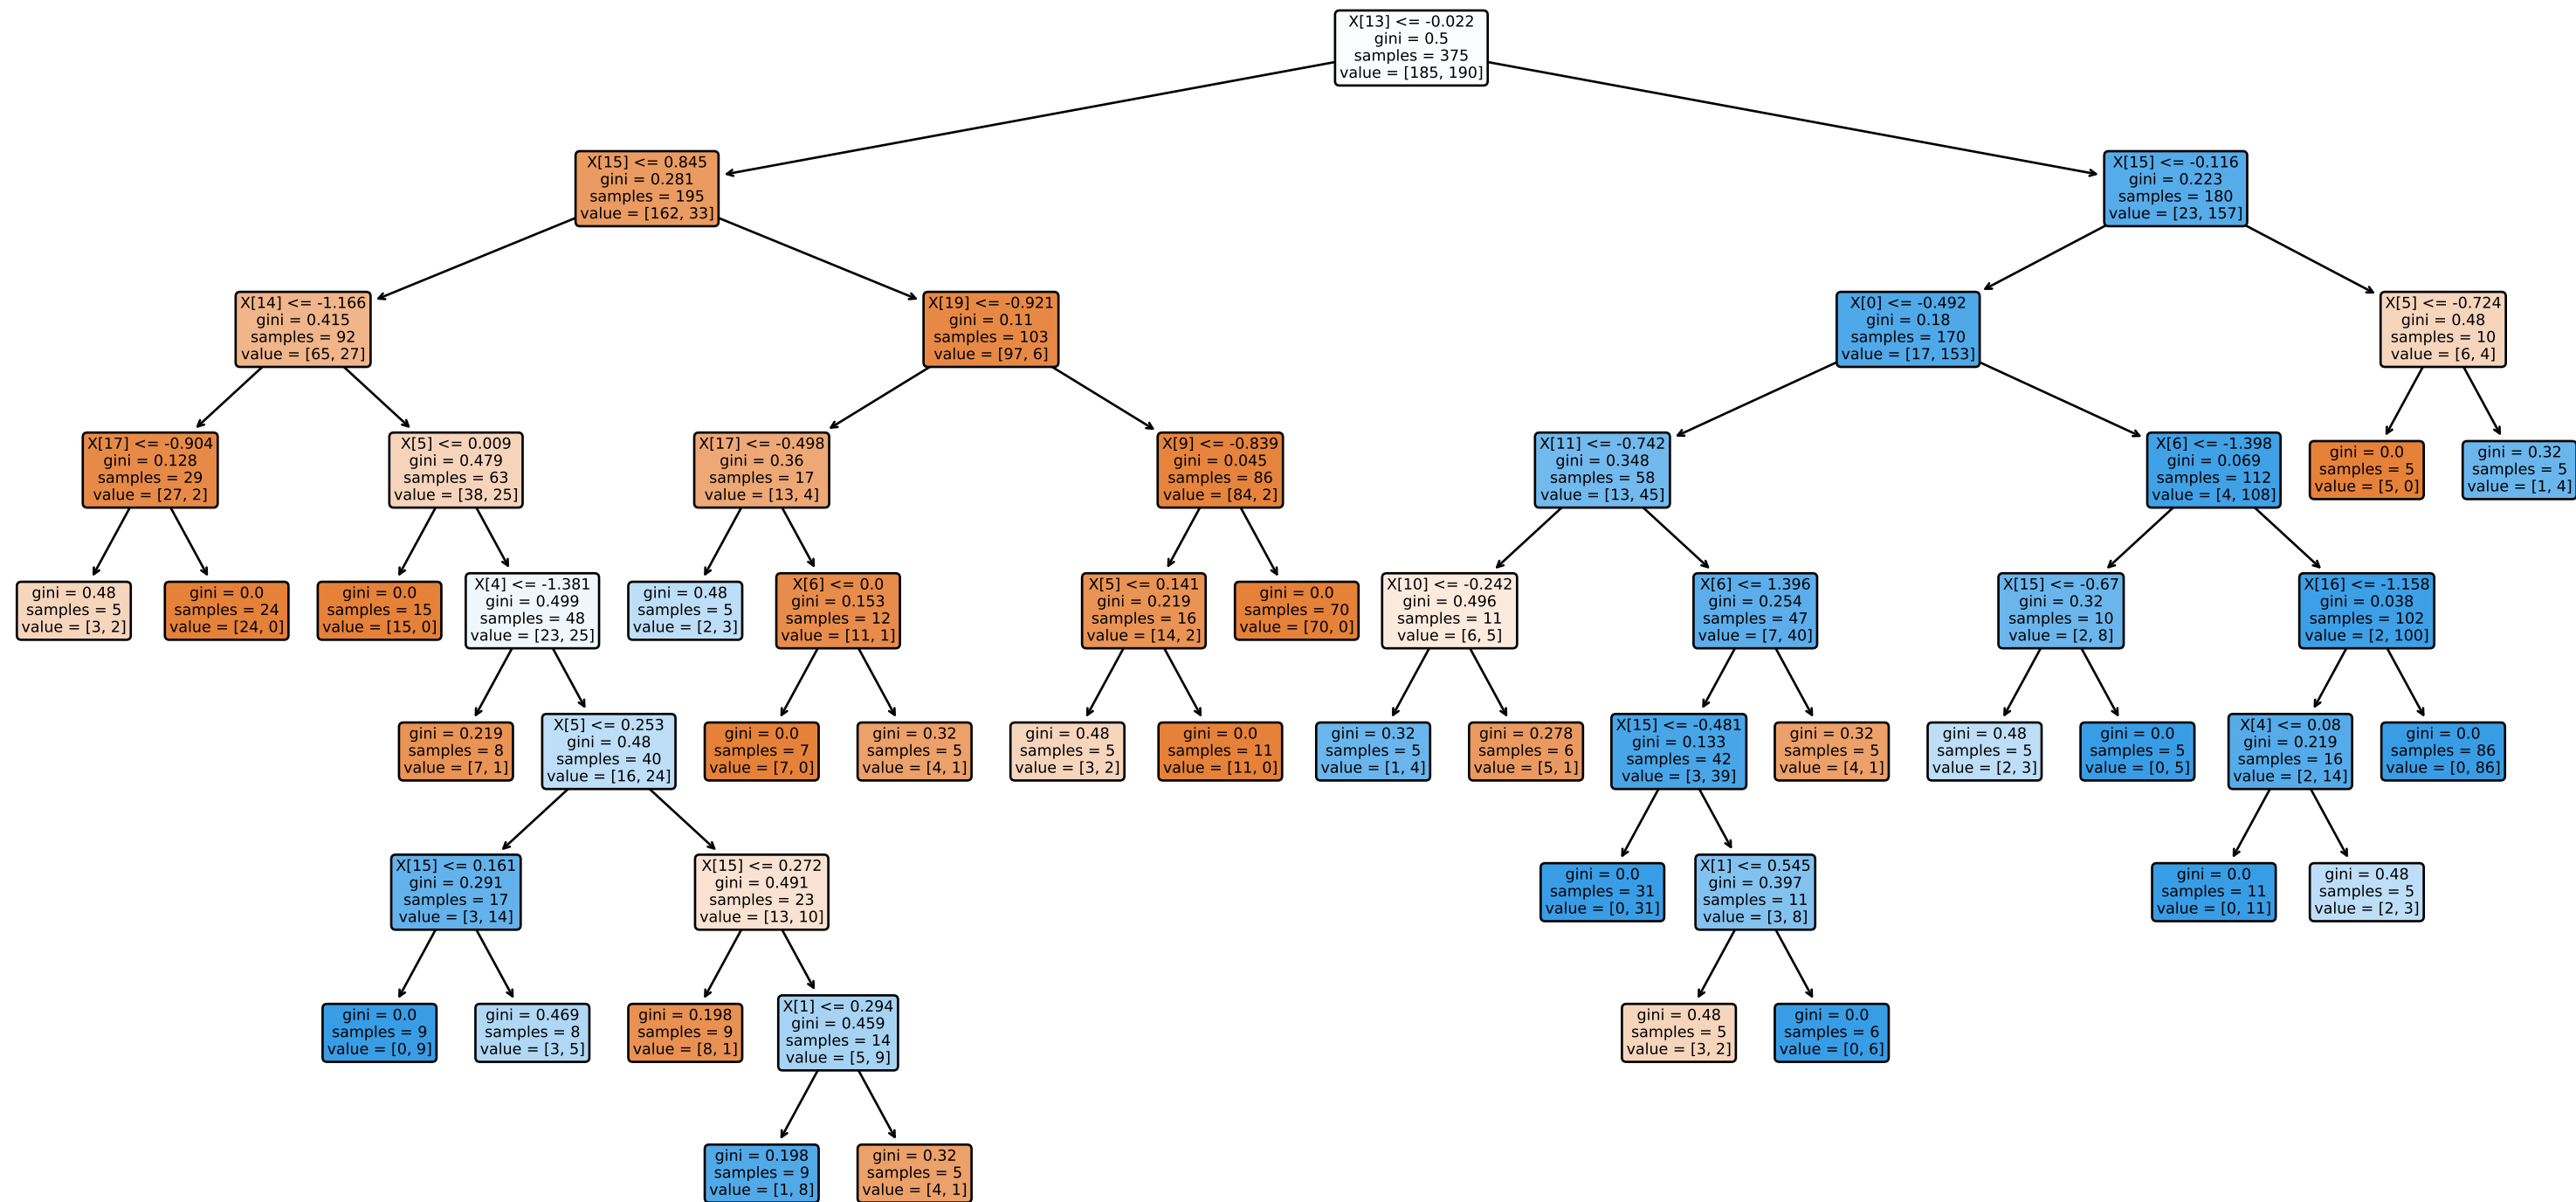 X[13] <= -0.022
gini = 0.5
samples = 375
value = [185, 190]
X[15] <= 0.845
gini = 0.281
samples = 195
value = [162, 33]
X[15] <= -0.116
gini = 0.223
samples = 180
value = [23, 157]
X[14] <= -1.166
gini = 0.415
samples = 92
value = [65, 27]
X[19] <= -0.921
gini = 0.11
samples = 103
value = [97, 6]
X[0] <= -0.492
gini = 0.18
samples = 170
value = [17, 153]
X[5] <= -0.724
gini = 0.48
samples = 10
value = [6, 4]
X[17] <= -0.904
gini = 0.128
samples = 29
value = [27, 2]
X[5] <= 0.009
gini = 0.479
samples = 63
value = [38, 25]
X[17] <= -0.498
gini = 0.36
samples = 17
value = [13, 4]
X[9] <= -0.839
gini = 0.045
samples = 86
value = [84, 2]
X[11] <= -0.742
gini = 0.348
samples = 58
value = [13, 45]
X[6] <= -1.398
gini = 0.069
samples = 112
value = [4, 108]
gini = 0.0
samples = 5
value = [5, 0]
gini = 0.32
samples = 5
value = [1, 4]
gini = 0.48
samples = 5
value = [3, 2]
gini = 0.0
samples = 24
value = [24, 0]
gini = 0.0
samples = 15
value = [15, 0]
X[4] <= -1.381
gini = 0.499
samples = 48
value = [23, 25]
gini = 0.48
samples = 5
value = [2, 3]
X[6] <= 0.0
gini = 0.153
samples = 12
value = [11, 1]
X[5] <= 0.141
gini = 0.219
samples = 16
value = [14, 2]
gini = 0.0
samples = 70
value = [70, 0]
X[10] <= -0.242
gini = 0.496
samples = 11
value = [6, 5]
X[6] <= 1.396
gini = 0.254
samples = 47
value = [7, 40]
X[15] <= -0.67
gini = 0.32
samples = 10
value = [2, 8]
X[16] <= -1.158
gini = 0.038
samples = 102
value = [2, 100]
gini = 0.219
samples = 8
value = [7, 1]
X[5] <= 0.253
gini = 0.48
samples = 40
value = [16, 24]
gini = 0.0
samples = 7
value = [7, 0]
gini = 0.32
samples = 5
value = [4, 1]
gini = 0.48
samples = 5
value = [3, 2]
gini = 0.0
samples = 11
value = [11, 0]
gini = 0.32
samples = 5
value = [1, 4]
gini = 0.278
samples = 6
value = [5, 1]
X[15] <= -0.481
gini = 0.133
samples = 42
value = [3, 39]
gini = 0.32
samples = 5
value = [4, 1]
gini = 0.48
samples = 5
value = [2, 3]
gini = 0.0
samples = 5
value = [0, 5]
X[4] <= 0.08
gini = 0.219
samples = 16
value = [2, 14]
gini = 0.0
samples = 86
value = [0, 86]
X[15] <= 0.161
gini = 0.291
samples = 17
value = [3, 14]
X[15] <= 0.272
gini = 0.491
samples = 23
value = [13, 10]
gini = 0.0
samples = 31
value = [0, 31]
X[1] <= 0.545
gini = 0.397
samples = 11
value = [3, 8]
gini = 0.0
samples = 11
value = [0, 11]
gini = 0.48
samples = 5
value = [2, 3]
gini = 0.0
samples = 9
value = [0, 9]
gini = 0.469
samples = 8
value = [3, 5]
gini = 0.198
samples = 9
value = [8, 1]
X[1] <= 0.294
gini = 0.459
samples = 14
value = [5, 9]
gini = 0.48
samples = 5
value = [3, 2]
gini = 0.0
samples = 6
value = [0, 6]
gini = 0.198
samples = 9
value = [1, 8]
gini = 0.32
samples = 5
value = [4, 1]